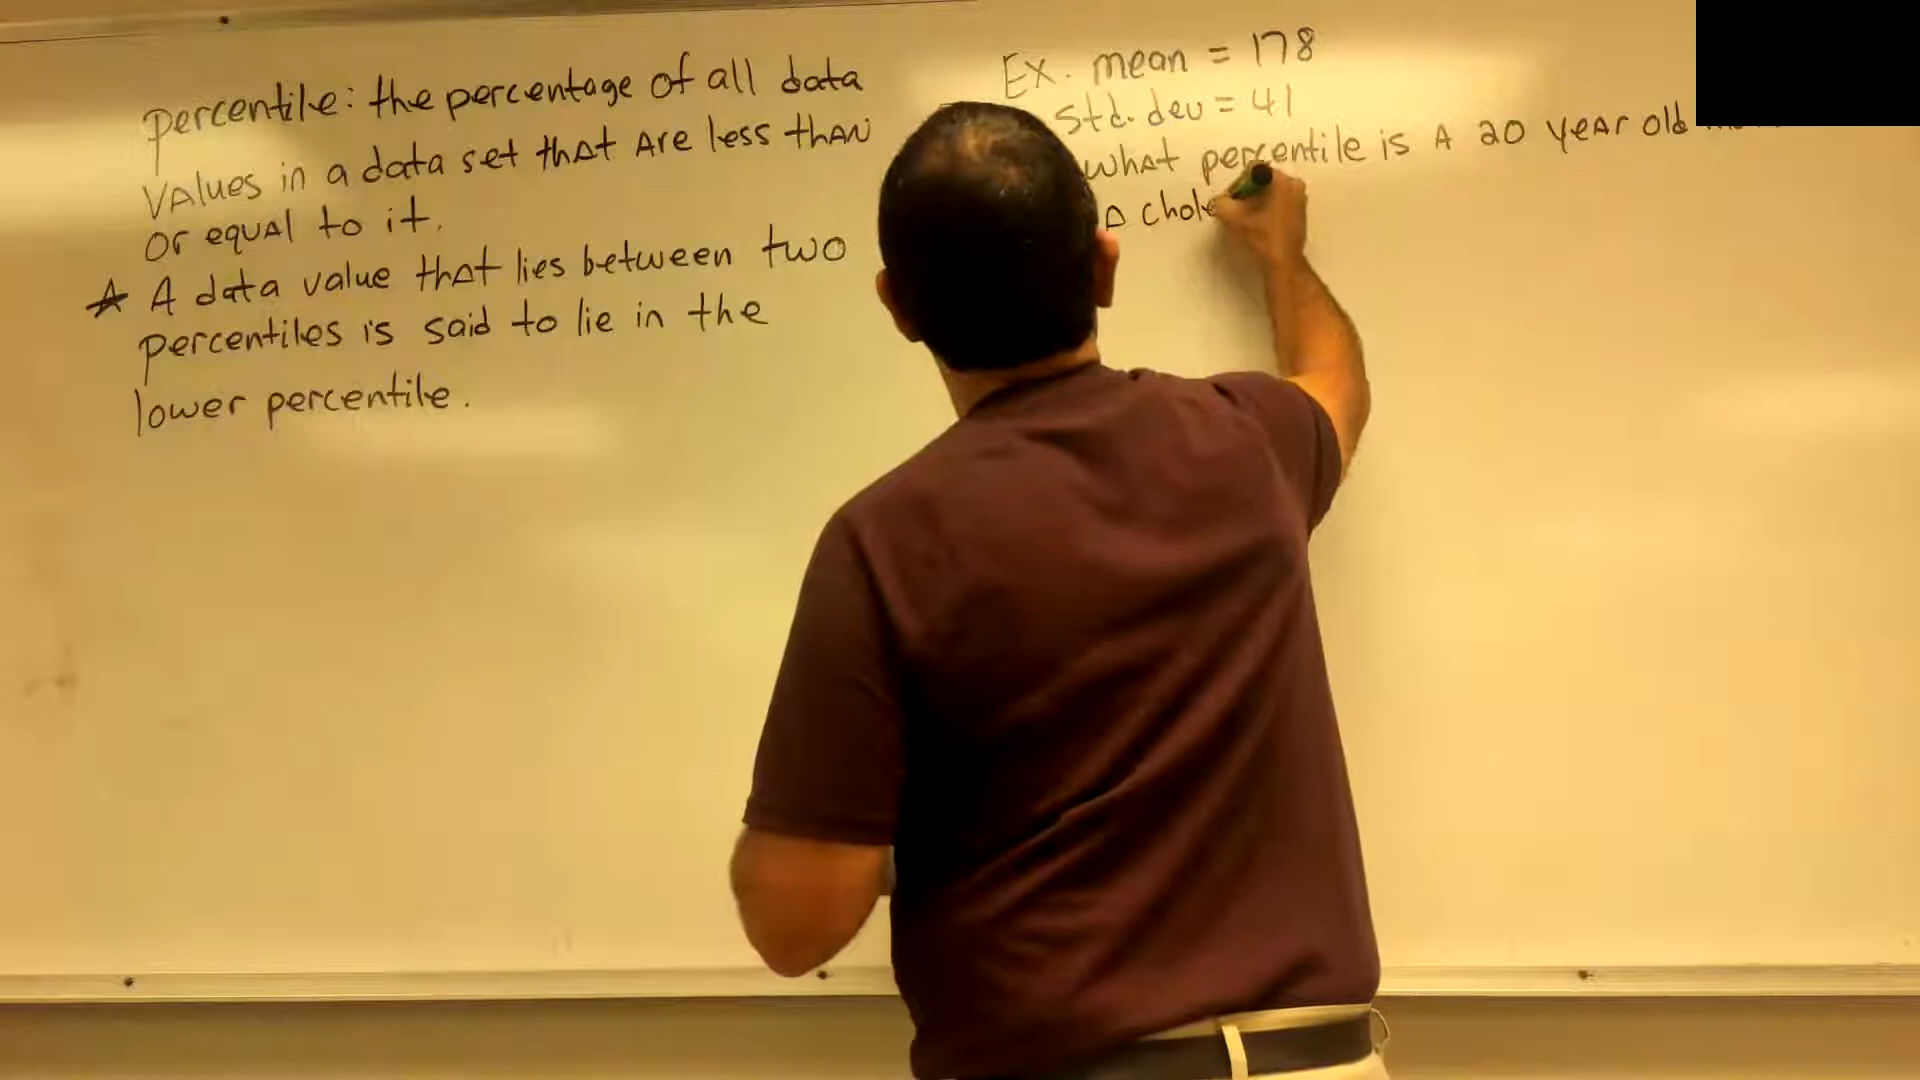 percentile: the percentage of all data
values in a data set that are less than
or equal to it.
★ A data value that lies between two
percentiles is said to lie in the
lower percentile.
Ex. mean = 178
std. dev = 41
what percentile is A 20 year old
A chole